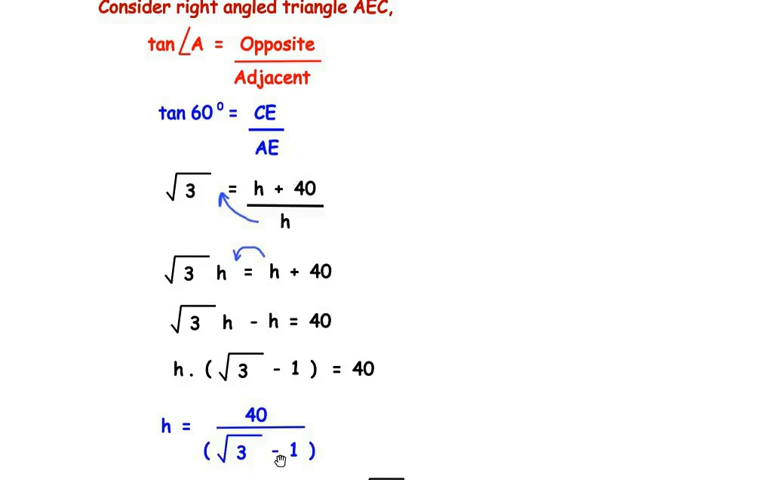 Consider right angled triangle AEC,
tan ∠A = Opposite
Adjacent
tan 60° = CE
AE
√3 = h + 40
h
√3 h = h + 40
√3 h - h = 40
h. (√3 - 1) = 40
h = 40
(√3 - 1)